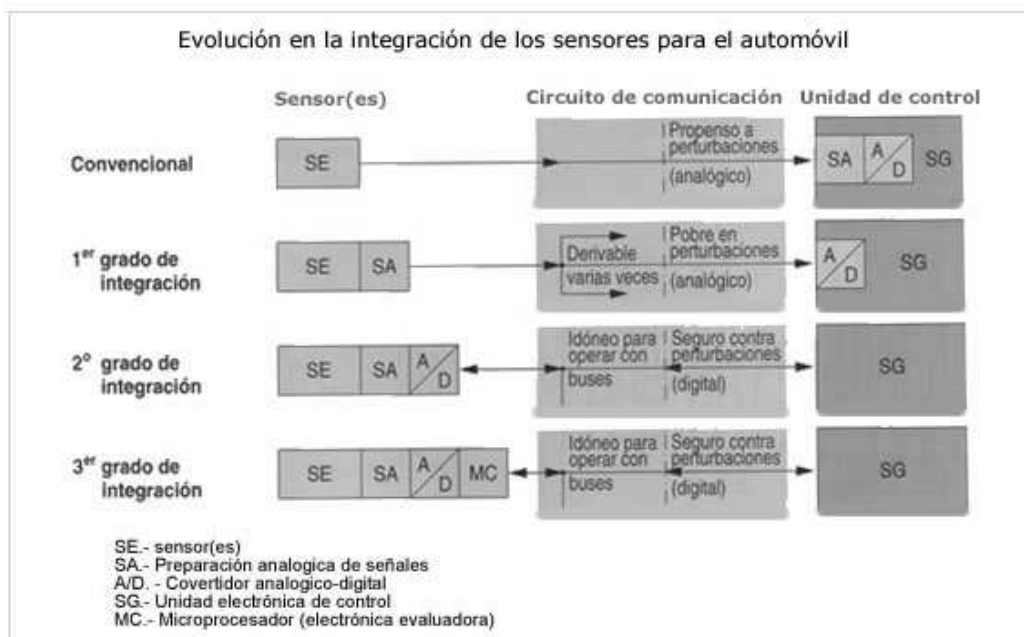 Evolución en la integración de los sensores para el automóvil
Sensor(es)
Circuito de comunicación
Unidad de control
Convencional
SE
Propenso a
perturbaciones
(analógico)
SA
A/D
SG
1er grado de
integración
SE
SA
Derivable
varias veces
Pobre en
perturbaciones
(analógico)
A/D
SG
2º grado de
integración
SE
SA
A/D
Idóneo para
operar con
buses
Seguro contra
perturbaciones
(digital)
SG
3er grado de
integración
SE
SA
A/D
MC
Idóneo para
operar con
buses
Seguro contra
perturbaciones
(digital)
SG
SE.- sensor(es)
SA.- Preparación analogica de señales
A/D. - Covertidor analogico-digital
SG.- Unidad electrónica de control
MC.- Microprocesador (electrónica evaluadora)